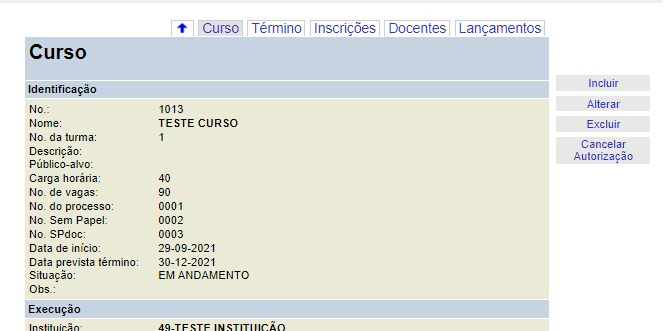 Curso Término Inscrições Docentes Lançamentos
Curso
Identificação
No.: 1013
Nome: TESTE CURSO
No. da turma: 1
Descrição:
Público-alvo:
Carga horária: 40
No. de vagas: 90
No. do processo: 0001
No. Sem Papel: 0002
No. SPdoc: 0003
Data de início: 29-09-2021
Data prevista término: 30-12-2021
Situação: EM ANDAMENTO
Obs.:
Execução
Instituição: 49-TESTE INSTITUIÇÃO
Incluir
Alterar
Excluir
Cancelar
Autorização